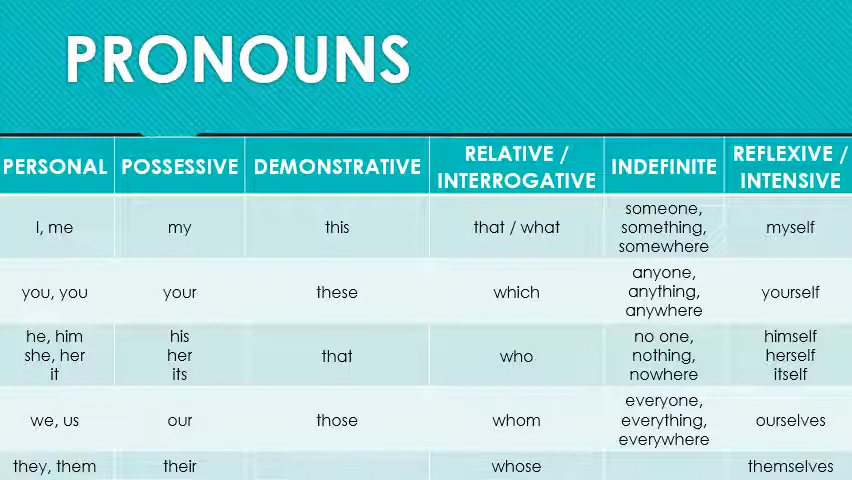 PRONOUNS
PERSONAL POSSESSIVE DEMONSTRATIVE RELATIVE / INTERROGATIVE INDEFINITE REFLEXIVE / INTENSIVE
I, me my this that / what someone, something, somewhere myself
you, you your these which anyone, anything, anywhere yourself
he, him she, her it his her its that who no one, nothing, nowhere himself herself itself
we, us our those whom everyone, everything, everywhere ourselves
they, them their whose themselves